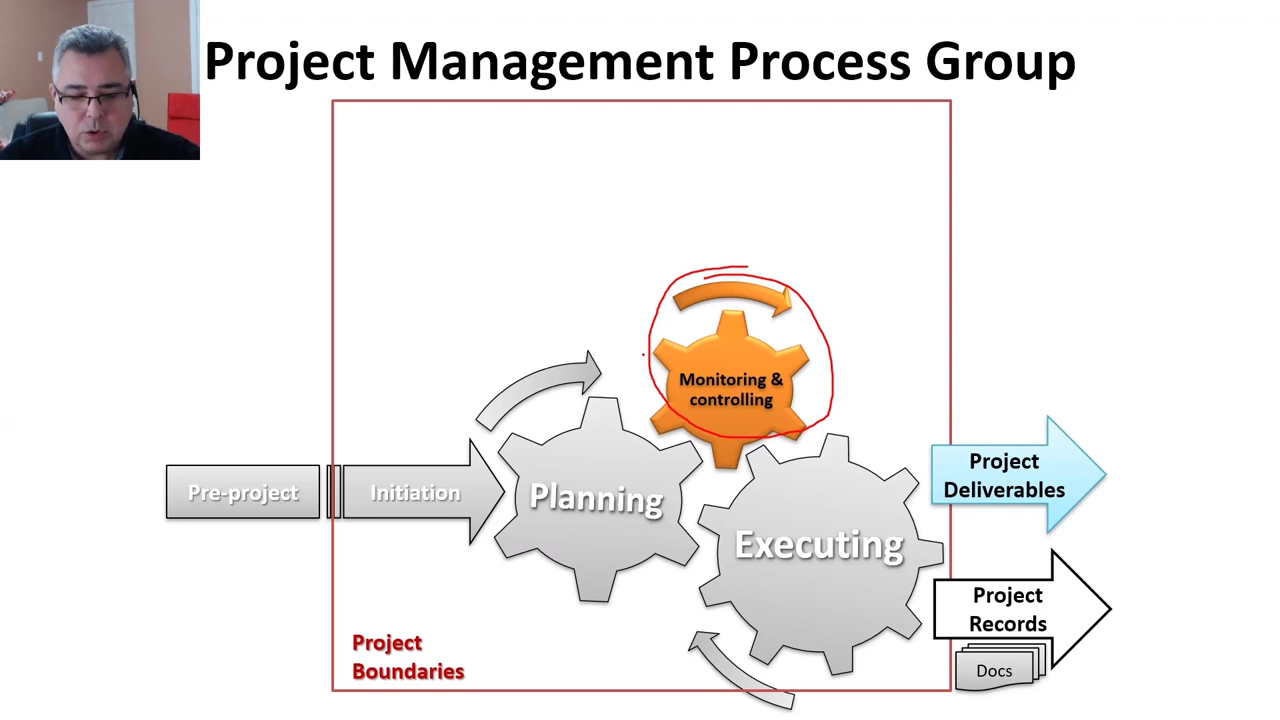 Project Management Process Group
Monitoring &
controlling
Pre-project
Initiation
Planning
Executing
Project
Deliverables
Project
Records
Docs
Project
Boundaries